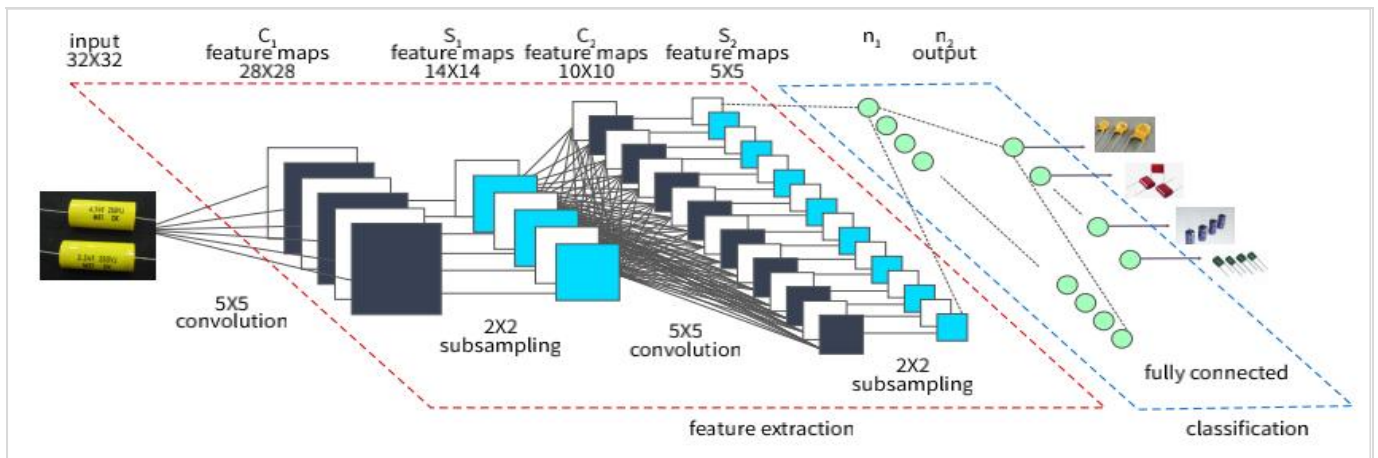 input
32X32
C₁
feature maps
28X28
S₁
feature maps
14X14
C₂
feature maps
10X10
S₂
feature maps
5X5
n₁
n₂
output
5X5
convolution
2X2
subsampling
5X5
convolution
2X2
subsampling
fully connected
feature extraction
classification